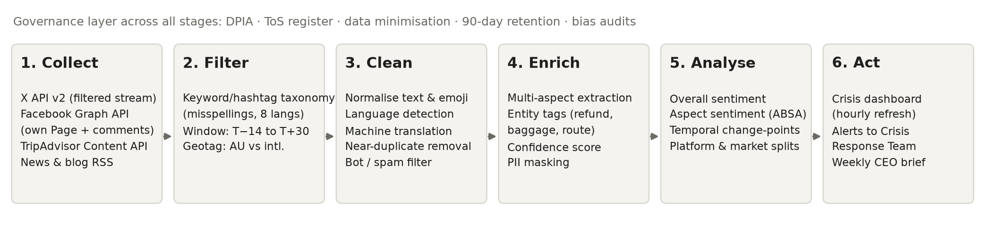 Governance layer across all stages: DPIA · ToS register · data minimisation · 90-day retention · bias audits
1. Collect
X API v2 (filtered stream)
Facebook Graph API
(own Page + comments)
TripAdvisor Content API
News & blog RSS
2. Filter
Keyword/hashtag taxonomy
(misspellings, 8 langs)
Window: T−14 to T+30
Geotag: AU vs intl.
3. Clean
Normalise text & emoji
Language detection
Machine translation
Near-duplicate removal
Bot / spam filter
4. Enrich
Multi-aspect extraction
Entity tags (refund,
baggage, route)
Confidence score
PII masking
5. Analyse
Overall sentiment
Aspect sentiment (ABSA)
Temporal change-points
Platform & market splits
6. Act
Crisis dashboard
(hourly refresh)
Alerts to Crisis
Response Team
Weekly CEO brief